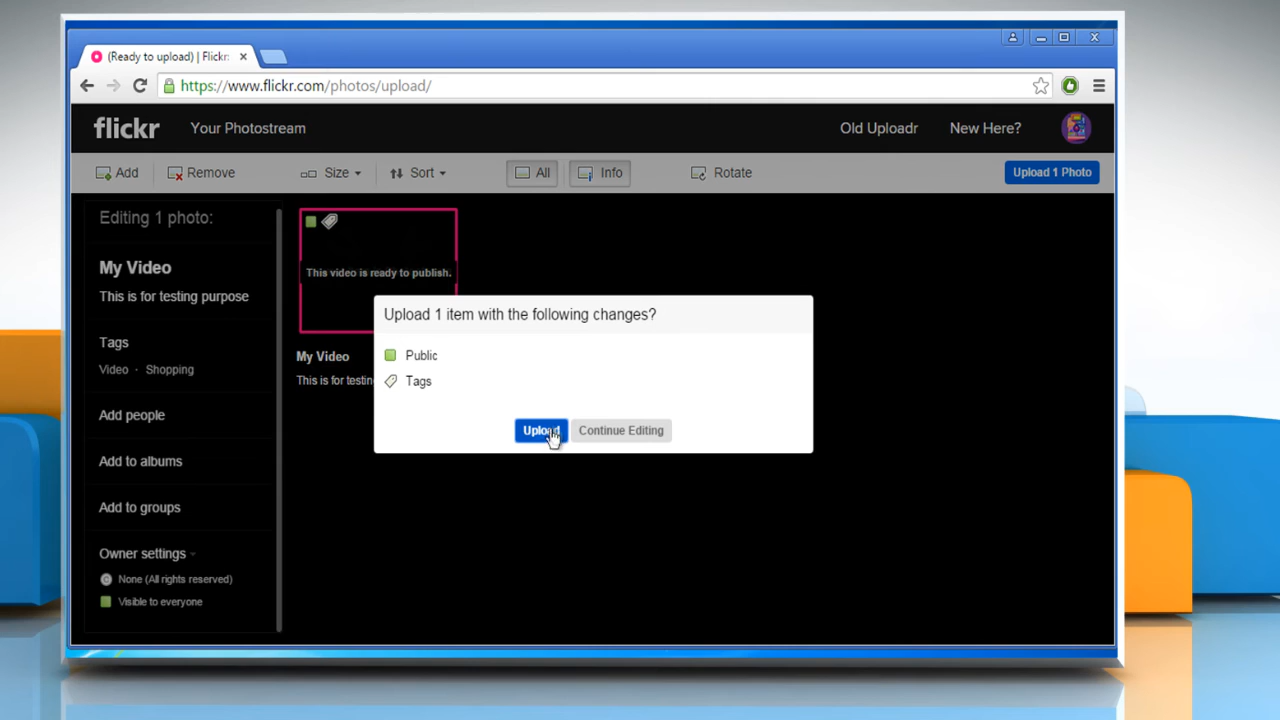 (Ready to upload) | Flickr
https://www.flickr.com/photos/upload/
flickr Your Photostream Old Uploadr New Here?
Add Remove Size Sort All Info Rotate Upload 1 Photo
Editing 1 photo:
My Video
This is for testing purpose
Tags
Video · Shopping
Add people
Add to albums
Add to groups
Owner settings
None (All rights reserved)
Visible to everyone
This video is ready to publish.
My Video
This is for testin
Upload 1 item with the following changes?
Public
Tags
Upload Continue Editing